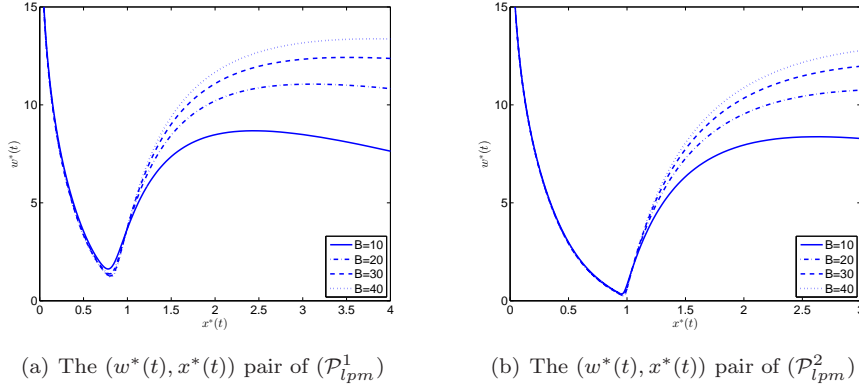 15
10
5
0
w*(t)
0 0.5 1 1.5 2 2.5 3 3.5 4
x*(t)
B=10
B=20
B=30
B=40
(a) The (w*(t), x*(t)) pair of (𝒫¹ₗₚₘ)
15
10
5
0
w*(t)
0 0.5 1 1.5 2 2.5 3
x*(t)
B=10
B=20
B=30
B=40
(b) The (w*(t), x*(t)) pair of (𝒫²ₗₚₘ)